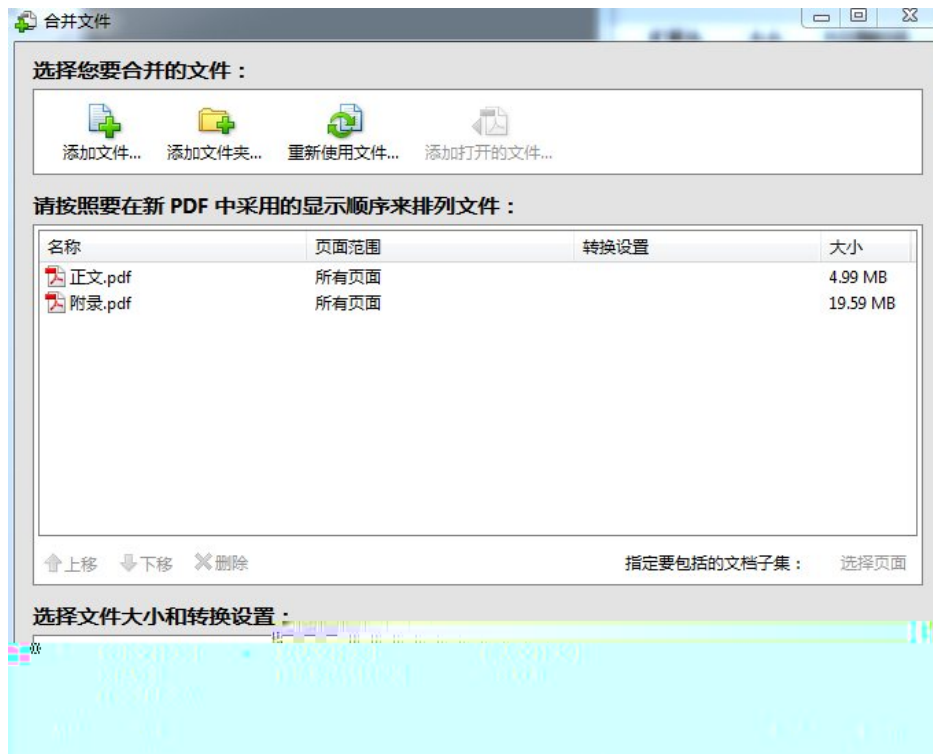 合并文件
选择您要合并的文件：
添加文件... 添加文件夹... 重新使用文件... 添加打开的文件...
请按照要在新 PDF 中采用的显示顺序来排列文件：
名称 页面范围 转换设置 大小
正文.pdf 所有页面 4.99 MB
附录.pdf 所有页面 19.59 MB
上移 下移 删除 指定要包括的文档子集： 选择页面
选择文件大小和转换设置：